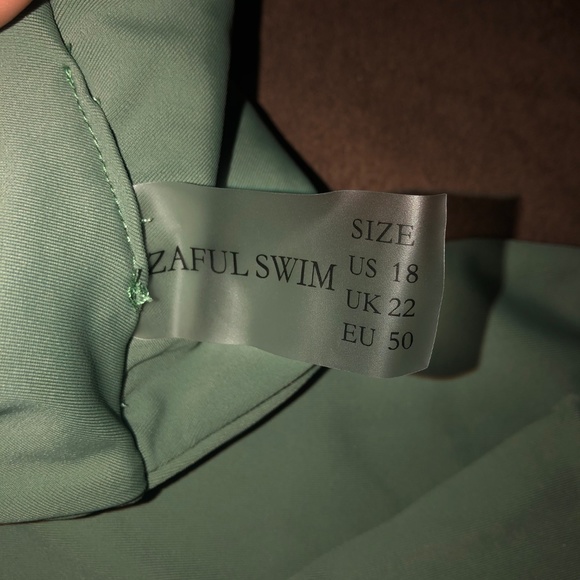 ZAFUL SWIM
SIZE
US 18
UK 22
EU 50